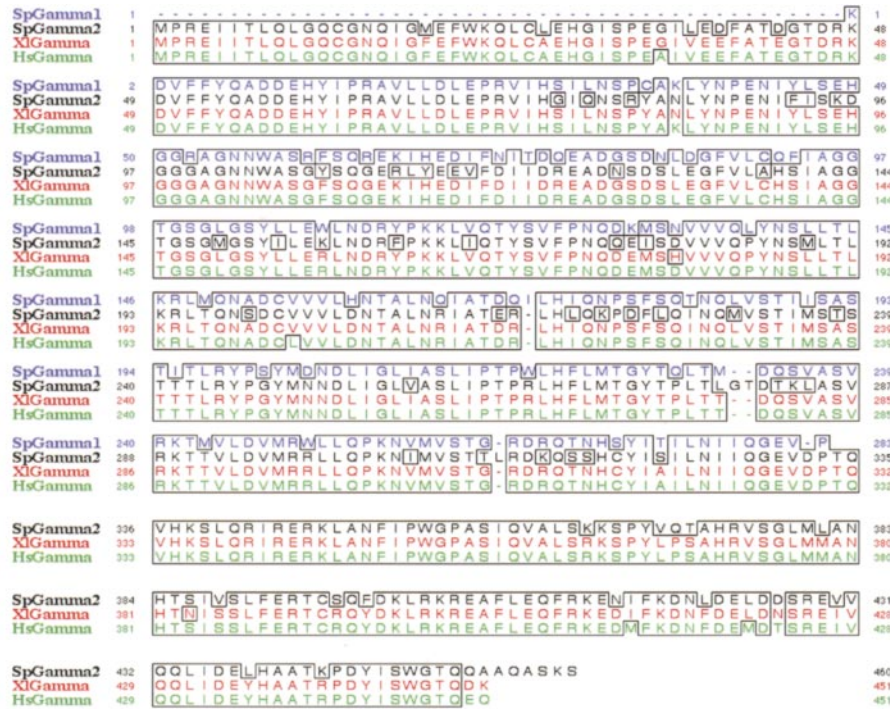 SpGamma1 1 -----------------------------------------------K 1
SpGamma2 1 MPREIITLQLGQCGNQIGMEFWKQLCLEHGISPEGILEDFATDGTDRK 48
XlGamma 1 MPREIITLQLGQCGNQIGFEFWKQLCAEHGISPEGIVEEFATEGTDRK 48
HsGamma 1 MPREIITLQLGQCGNQIGFEFWKQLCAEHGISPEAIVEEFATEGTDRK 48
SpGamma1 2 DVFFYQADDEHYIPRAVLLDLEPRVIHSILNSPCAKLYNPENIYLSEH 49
SpGamma2 49 DVFFYQADDEHYIPRAVLLDLEPRVIHGIQNSRYANLYNPENIFISKD 96
XlGamma 49 DVFFYQADDEHYIPRAVLLDLEPRVIHSILNSPYANLYNPENIYLSEH 96
HsGamma 49 DVFFYQADDEHYIPRAVLLDLEPRVIHSILNSPYAKLYNPENIYLSEH 96
SpGamma1 50 GGRAGNNWASRFSQREKIHEDIFNITDQEADGSDNLDGFVLCQFIAGG 97
SpGamma2 97 GGGAGNNWASGYSQGERLYEEVFDIIDREADNSDSLEGFVLAHSIAGG 144
XlGamma 97 GGGAGNNWASGFSQGEKIHEDIFDIIDREADGSDSLEGFVLCHSIAGG 144
HsGamma 97 GGGAGNNWASGFSQGEKIHEDIFDIIDREADGSDSLEGFVLCHSIAGG 144
SpGamma1 98 TGSGLGSYLLEWLNDRYPKKLVQTYSVFPNQDKMSNVVVQLYNSLLTL 145
SpGamma2 145 TGSGMGSYILEKLNDRFPKKLIQTYSVFPNQQEISDVVVQPYNSMLTL 192
XlGamma 145 TGSGLGSYLLERLNDRYPKKLVQTYSVFPNQDEMSHVVVQPYNSLLTL 192
HsGamma 145 TGSGLGSYLLERLNDRYPKKLVQTYSVFPNQDEMSDVVVQPYNSLLTL 192
SpGamma1 146 KRLMQNADCVVVLHNTALNQIATDQI-LHIQNPSFSQTNQLVSTIISAS 193
SpGamma2 193 KRLTQNSDCVVVLDNTALNRIATER-LHLQKPDFLQINQMVSTIMSTS 239
XlGamma 193 KRLTQNADCVVVLDNTALNRIATDR-LHIQNPSFSQINQLVSTIMSAS 239
HsGamma 193 KRLTQNADCLVVLDNTALNRIATDR-LHIQNPSFSQINQLVSTIMSAS 239
SpGamma1 194 TITLRYPSYMDNDLIGLIASLIPTPWLHFLMTGYTQLTM--DQSVASV 239
SpGamma2 240 TTTLRYPGYMNNDLIGLVASLIPTPRLHFLMTGYTPLTLGTDTKLASV 287
XlGamma 240 TTTLRYPGYMNNDLIGLIASLIPTPRLHFLMTGYTPLTT--DQSVASV 285
HsGamma 240 TTTLRYPGYMNNDLIGLIASLIPTPRLHFLMTGYTPLTT--DQSVASV 285
SpGamma1 240 RKTMVLDVMRWLLQPKNVMVSTG-RDRQTNHSYITILNIIQGEV-P 282
SpGamma2 288 RKTTVLDVMRRLLQPKNIMVSTTLRDKQSSHCYISILNIIQGEVDPTQ 335
XlGamma 286 RKTTVLDVMRRLLQPKNVMVSTG-RDRQTNHCYIAILNIIQGEVDPTQ 332
HsGamma 286 RKTTVLDVMRRLLQPKNVMVSTG-RDRQTNHCYIAILNIIQGEVDPTQ 332
SpGamma2 336 VHKSLQRIRERKLANFIPWGPASIQVALSKKSPYVQTAHRVSGLMLAN 383
XlGamma 333 VHKSLQRIRERKLANFIPWGPASIQVALSRKSPYLPSAHRVSGLMMAN 380
HsGamma 333 VHKSLQRIRERKLANFIPWGPASIQVALSRKSPYLPSAHRVSGLMMAN 380
SpGamma2 384 HTSIVSLFERTCSQFDKLRKREAFLEQFRKENIFKDNLDELDDSREVV 431
XlGamma 381 HTNISSLFERTCRQYDKLRKREAFLEQFRKEDIFKDNFDELDNSREIV 428
HsGamma 381 HTSISSLFERTCRQYDKLRKREAFLEQFRKEDMFKDNFDEMDTSREIV 428
SpGamma2 432 QQLIDELHAATKPDYISWGTQQAAQASKS 460
XlGamma 429 QQLIDEYHAATRPDYISWGTQDK 451
HsGamma 429 QQLIDEYHAATRPDYISWGTQEQ 451